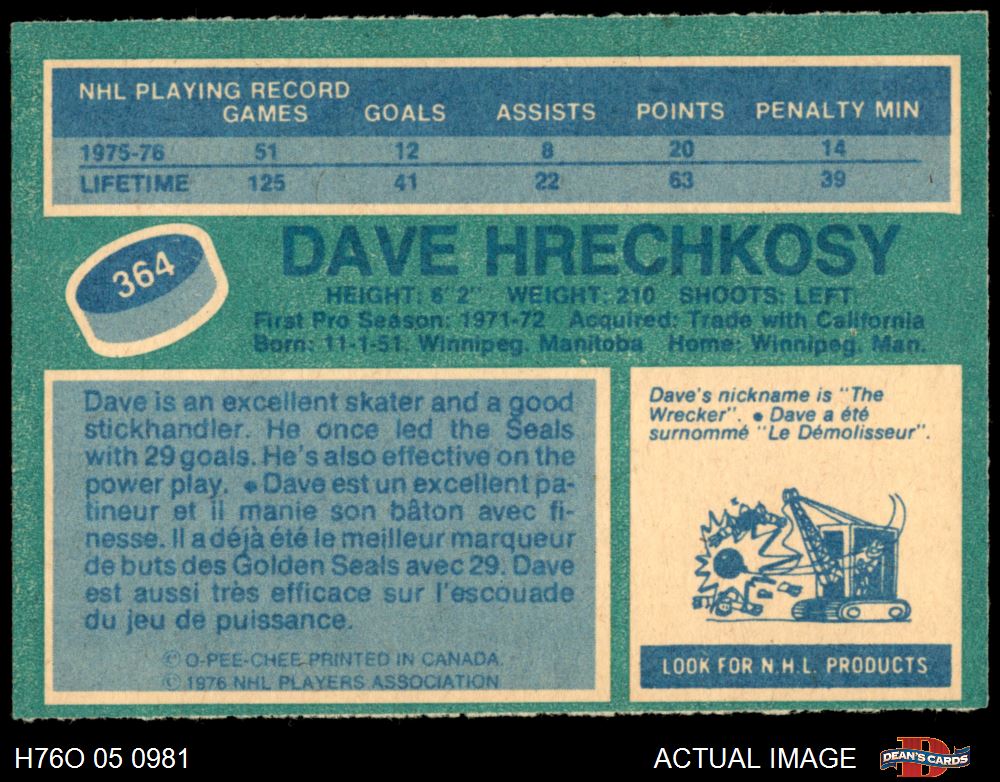 NHL PLAYING RECORD
GAMES GOALS ASSISTS POINTS PENALTY MIN
1975-76 51 12 8 20 14
LIFETIME 125 41 22 63 39
364
DAVE HRECHKOSY
HEIGHT: 6'2" WEIGHT: 210 SHOOTS: LEFT
First Pro Season: 1971-72 Acquired: Trade with California
Born: 11-1-51, Winnipeg, Manitoba Home: Winnipeg, Man.
Dave is an excellent skater and a good
stickhandler. He once led the Seals
with 29 goals. He's also effective on the
power play. • Dave est un excellent pa-
tineur et il manie son bâton avec fi-
nesse. Il a déjà été le meilleur marqueur
de buts des Golden Seals avec 29. Dave
est aussi très efficace sur l'escouade
du jeu de puissance.
© O-PEE-CHEE PRINTED IN CANADA.
© 1976 NHL PLAYERS ASSOCIATION
Dave's nickname is "The
Wrecker". • Dave a été
surnommé "Le Démolisseur".
LOOK FOR N.H.L. PRODUCTS
H76O 05 0981
ACTUAL IMAGE
DEAN'S CARDS